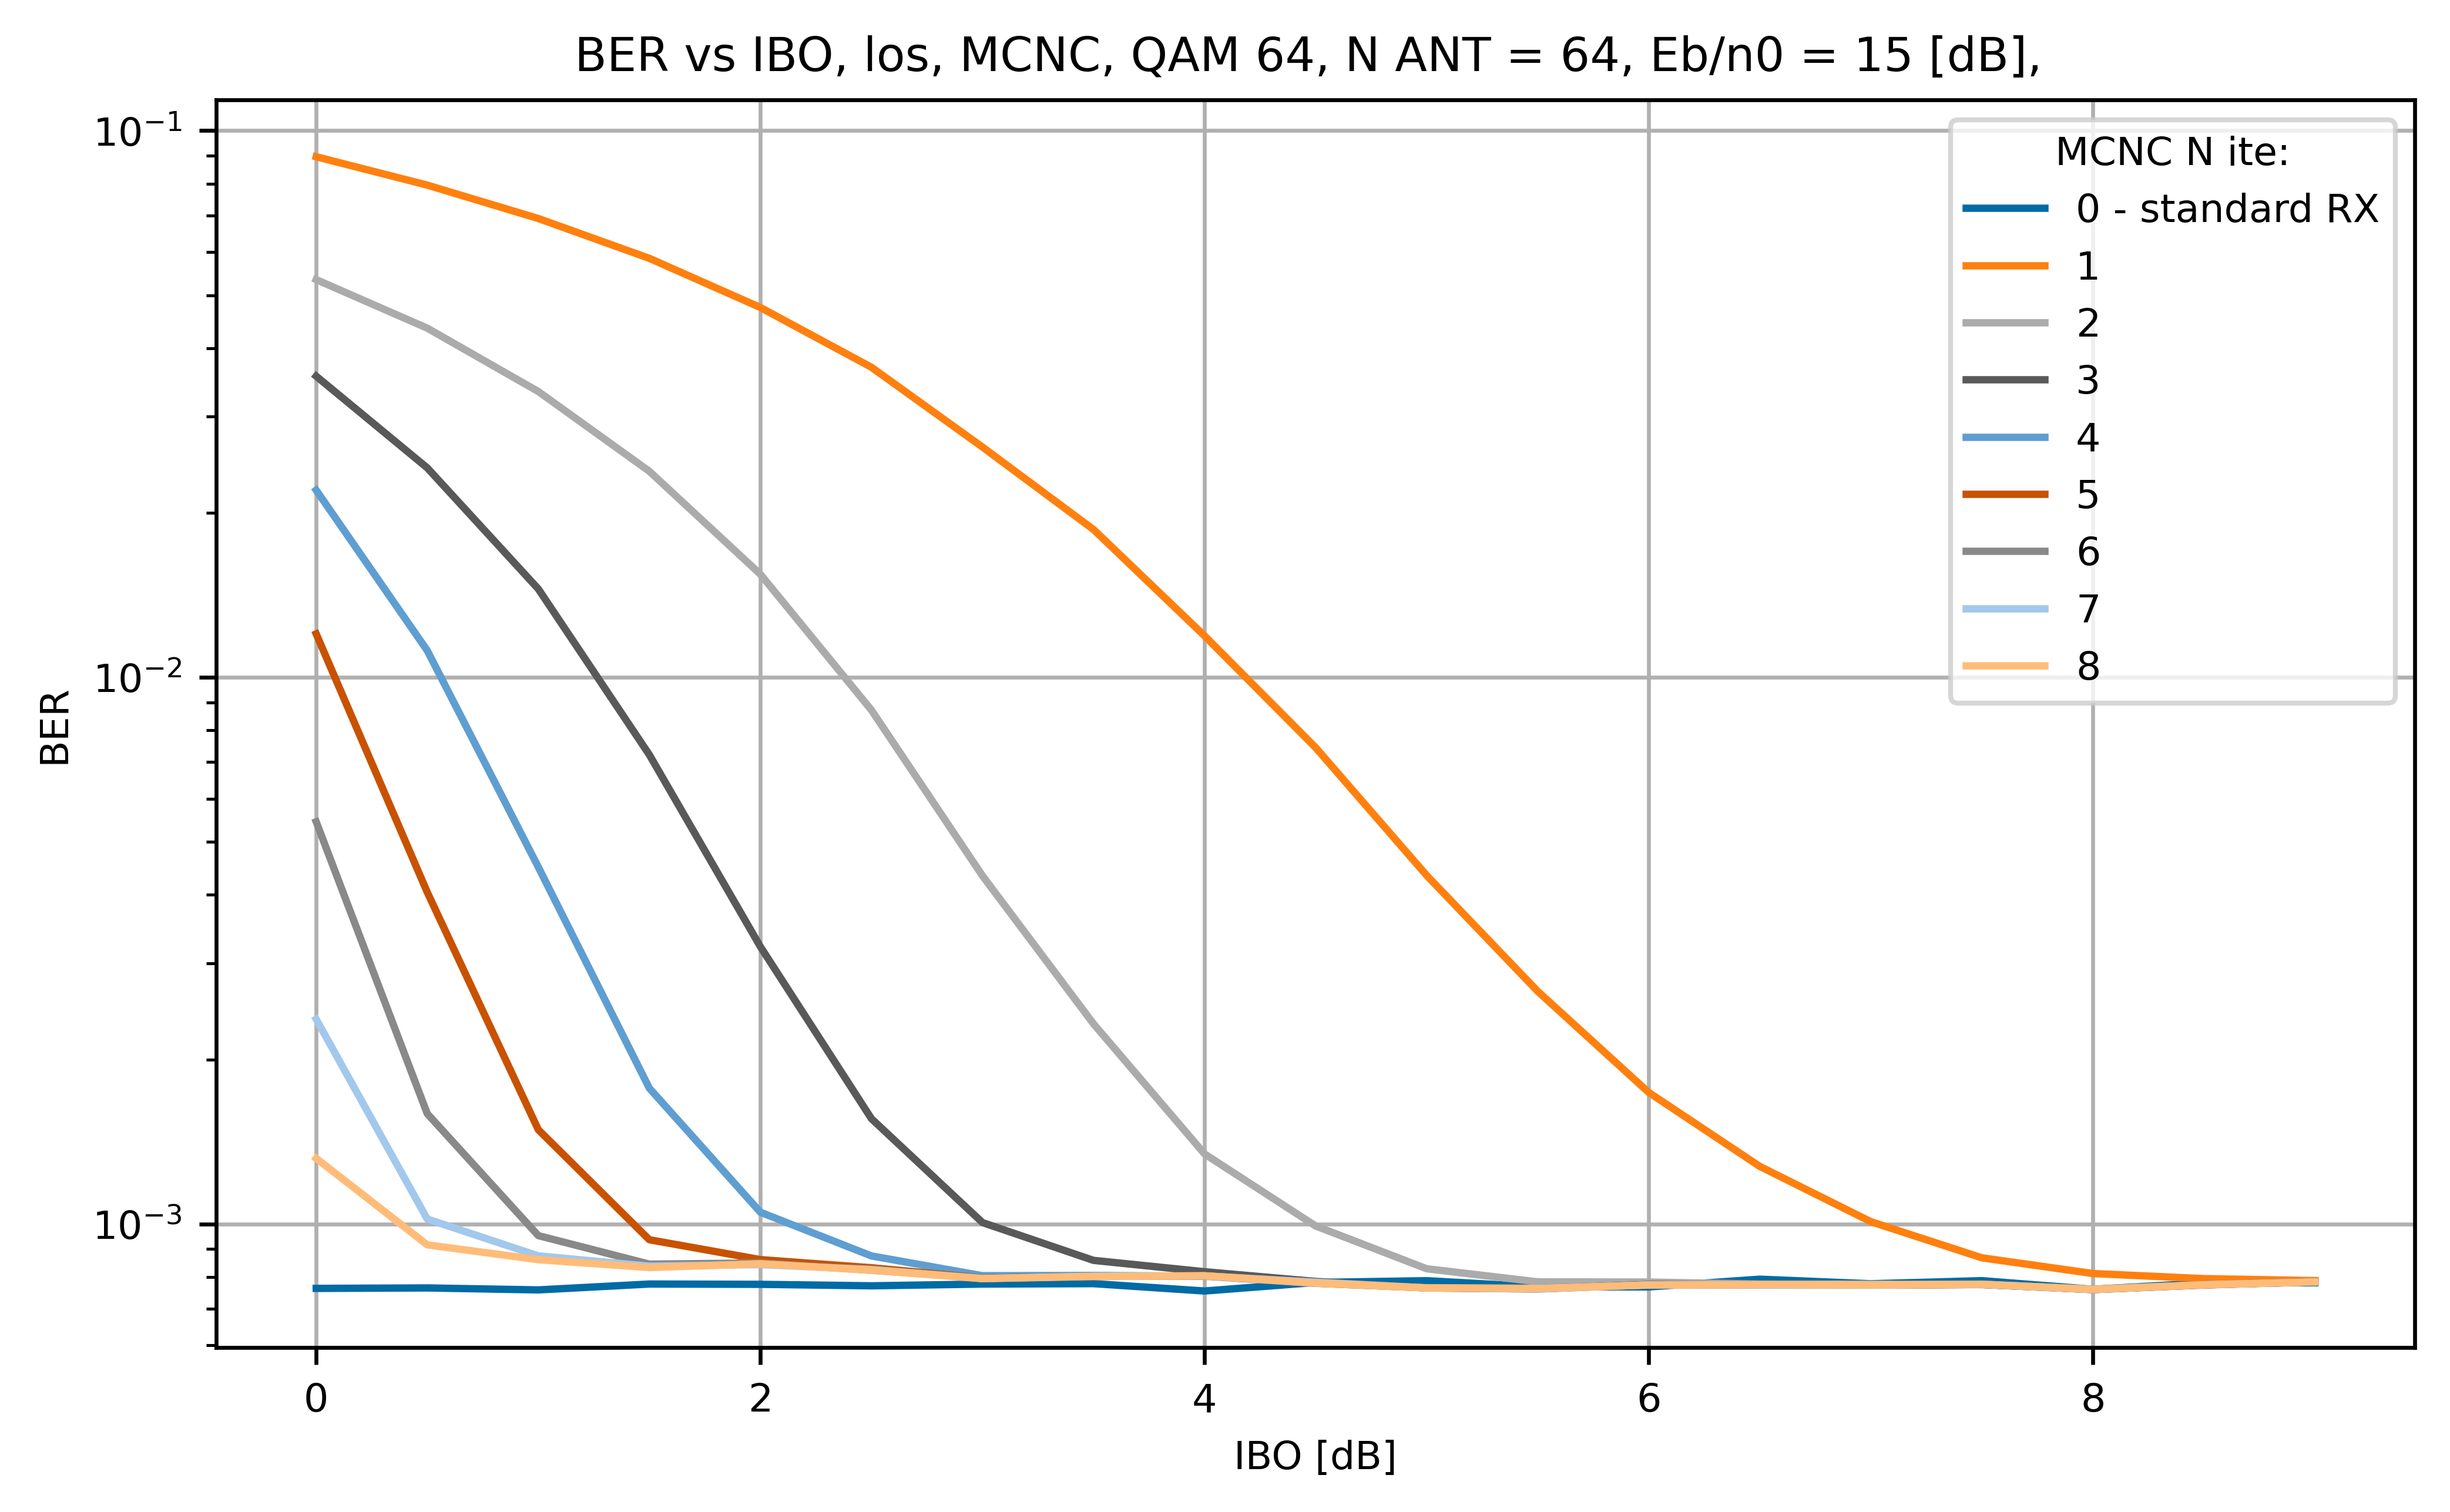 BER vs IBO, los, MCNC, QAM 64, N ANT = 64, Eb/n0 = 15 [dB],
MCNC N ite:
0 - standard RX
1
2
3
4
5
6
7
8
10⁻¹
10⁻²
10⁻³
BER
0 2 4 6 8
IBO [dB]